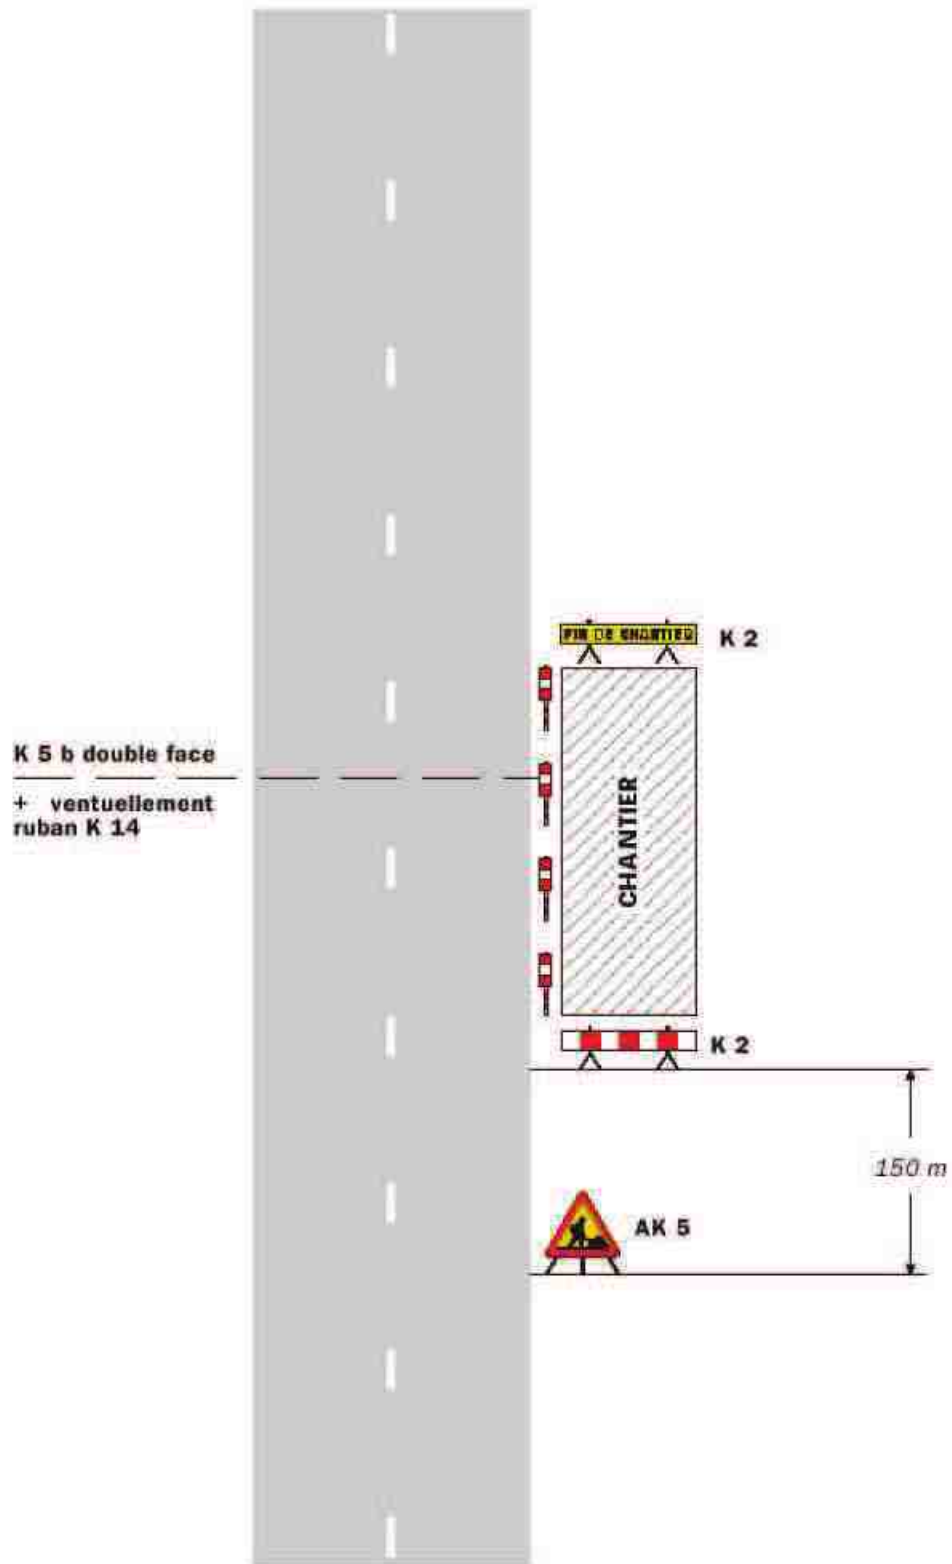 FIN DE CHANTIER
K 2
K 5 b double face
+ ventuellement
ruban K 14
CHANTIER
K 2
150 m
AK 5